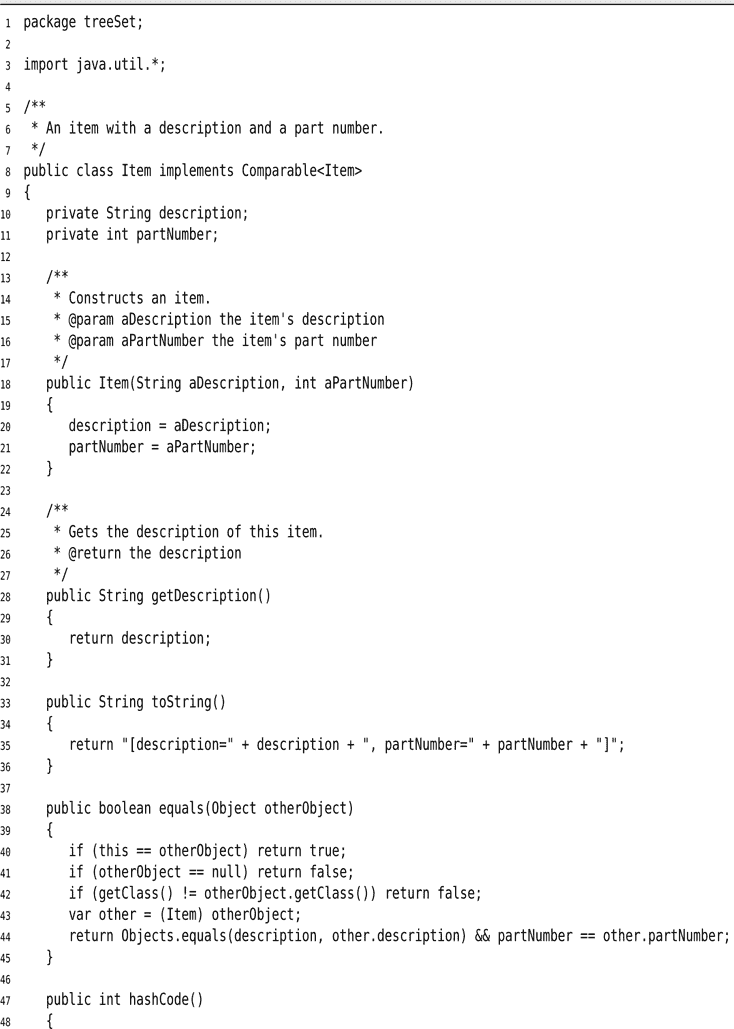 1 package treeSet;
2
3 import java.util.*;
4
5 /**
6  * An item with a description and a part number.
7  */
8 public class Item implements Comparable<Item>
9 {
10    private String description;
11    private int partNumber;
12
13    /**
14     * Constructs an item.
15     * @param aDescription the item's description
16     * @param aPartNumber the item's part number
17     */
18    public Item(String aDescription, int aPartNumber)
19    {
20       description = aDescription;
21       partNumber = aPartNumber;
22    }
23
24    /**
25     * Gets the description of this item.
26     * @return the description
27     */
28    public String getDescription()
29    {
30       return description;
31    }
32
33    public String toString()
34    {
35       return "[description=" + description + ", partNumber=" + partNumber + "]";
36    }
37
38    public boolean equals(Object otherObject)
39    {
40       if (this == otherObject) return true;
41       if (otherObject == null) return false;
42       if (getClass() != otherObject.getClass()) return false;
43       var other = (Item) otherObject;
44       return Objects.equals(description, other.description) && partNumber == other.partNumber;
45    }
46
47    public int hashCode()
48    {